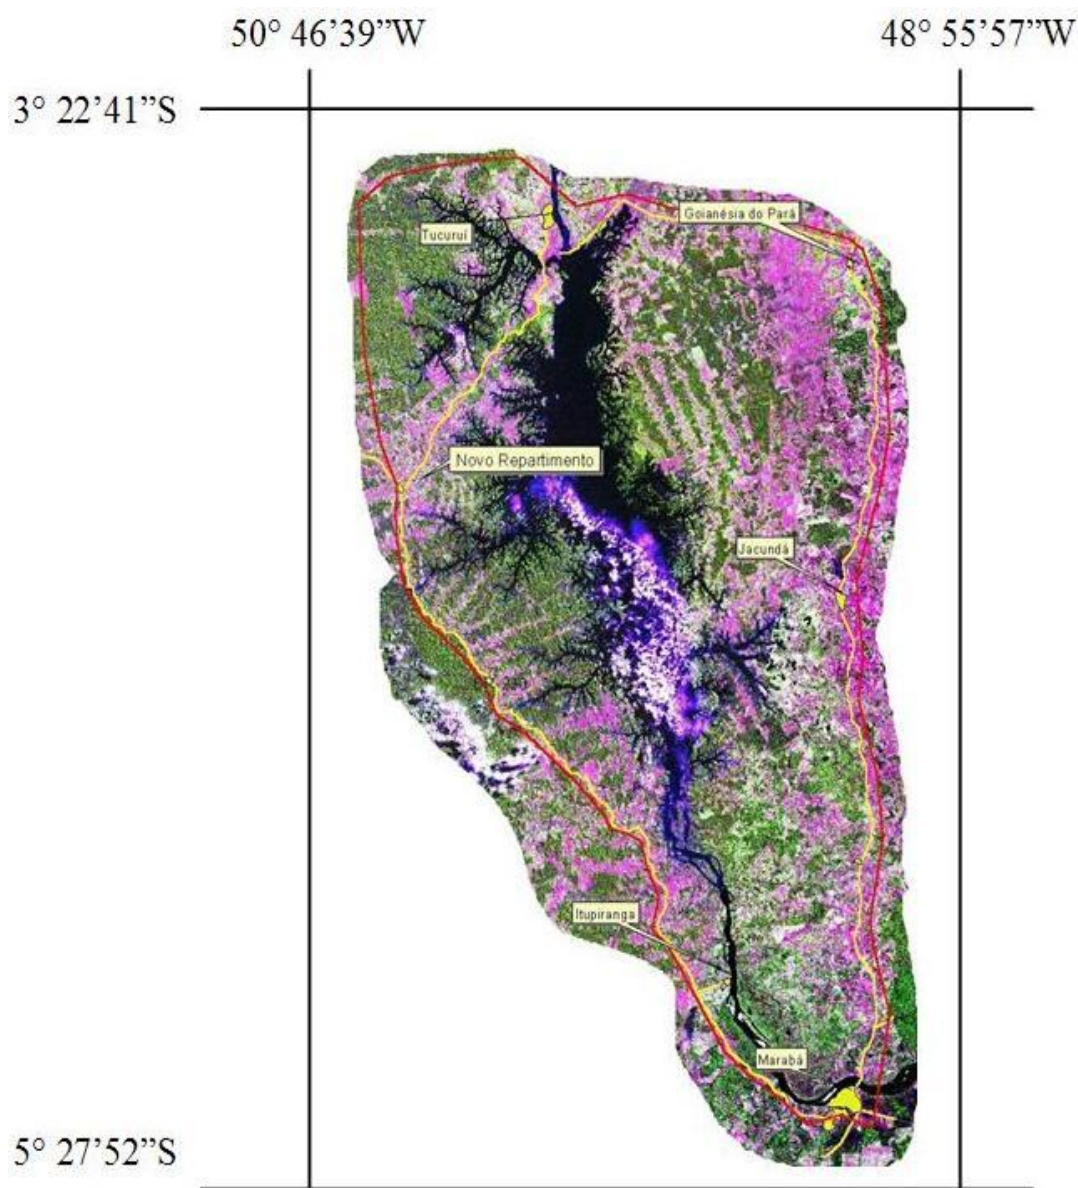 50° 46’39”W
48° 55’57”W
3° 22’41”S
Goianésia do Pará
Tucuruí
Novo Repartimento
Jacundá
Itupiranga
Marabá
5° 27’52”S